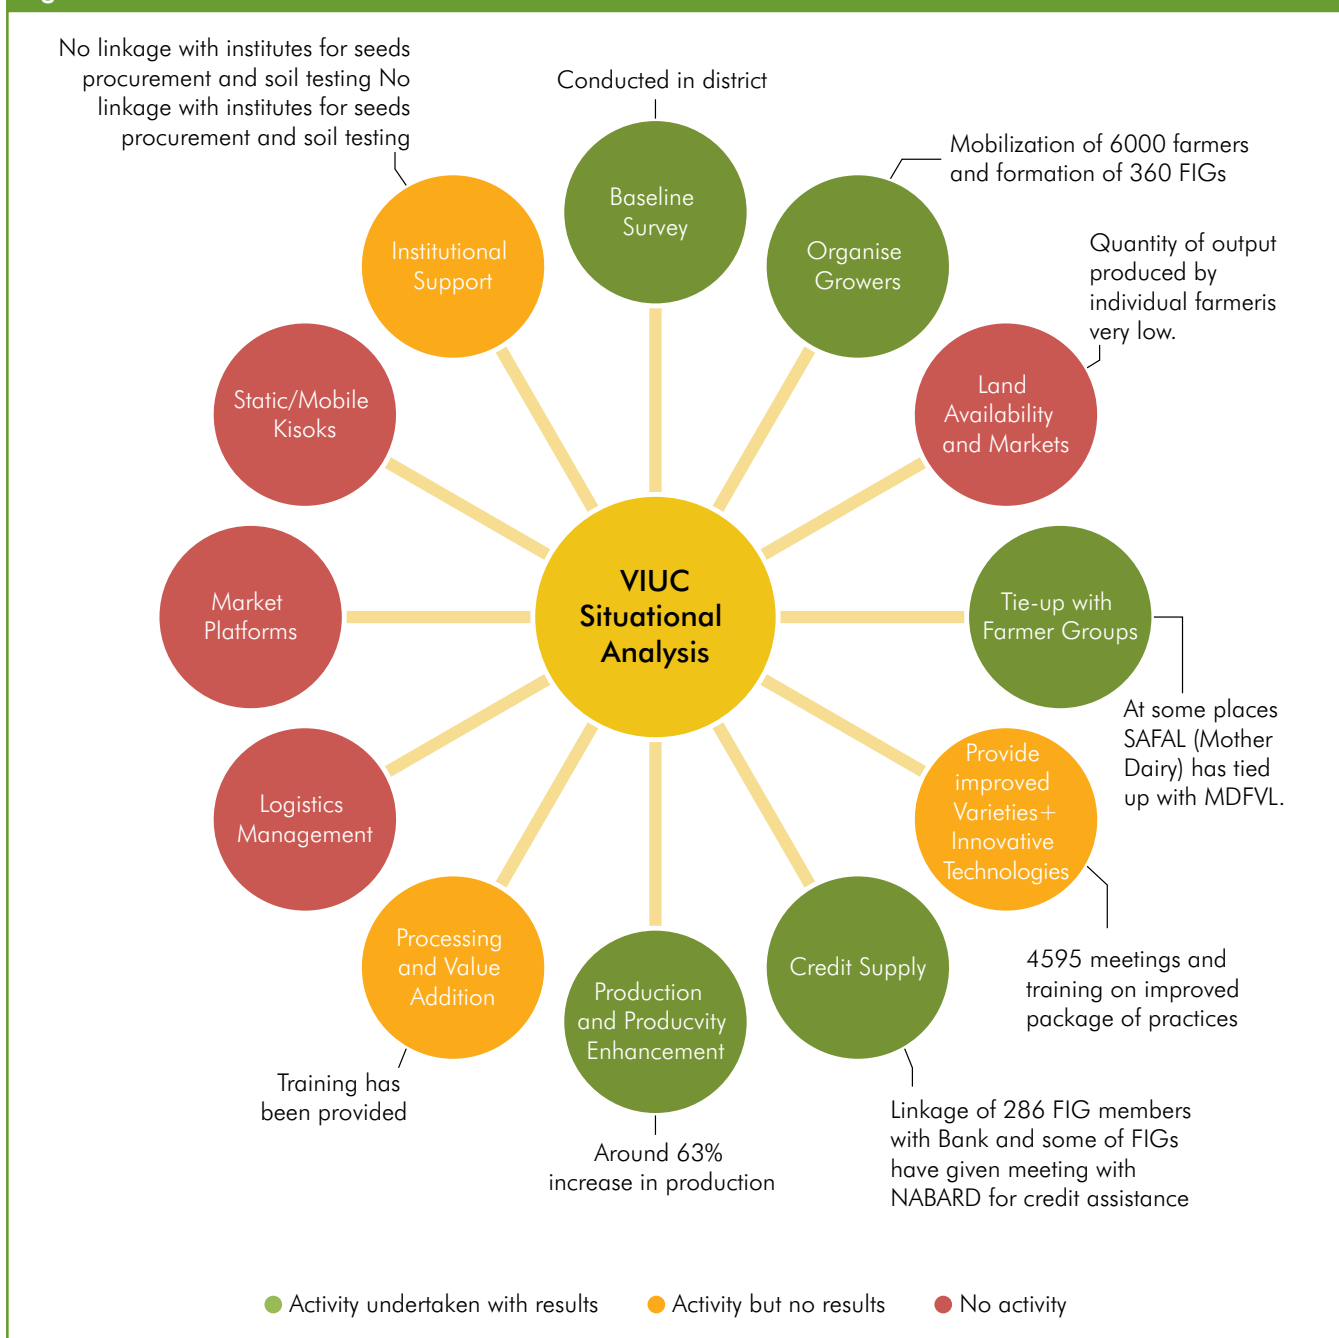 No linkage with institutes for seeds
procurement and soil testing No
linkage with institutes for seeds
procurement and soil testing
Conducted in district
Mobilization of 6000 farmers
and formation of 360 FIGs
Quantity of output
produced by
individual farmeris
very low.
Baseline
Survey
Organise
Growers
Institutional
Support
Land
Availability
and Markets
Static/Mobile
Kisoks
Market
Platforms
VIUC
Situational
Analysis
Tie-up with
Farmer Groups
At some places
SAFAL (Mother
Dairy) has tied
up with MDFVL.
Provide
improved
Varieties+
Innovative
Technologies
Logistics
Management
Processing
and Value
Addition
Production
and Producvity
Enhancement
Credit Supply
4595 meetings and
training on improved
package of practices
Training has
been provided
Around 63%
increase in production
Linkage of 286 FIG members
with Bank and some of FIGs
have given meeting with
NABARD for credit assistance
Activity undertaken with results
Activity but no results
No activity